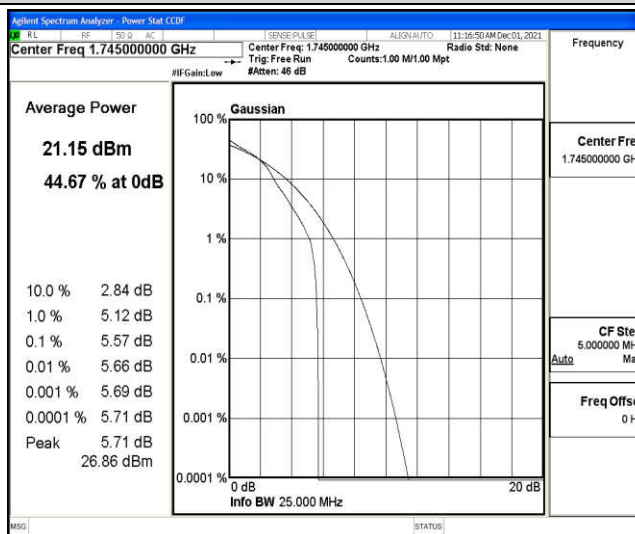 Agilent Spectrum Analyzer - Power Stat CCDF
RL RF 50 Ω AC SENSE:PULSE ALIGNAUTO 11:16:50 AM Dec 01, 2021
Center Freq 1.745000000 GHz
Center Freq: 1.745000000 GHz Radio Std: None
Trig: Free Run Counts:1.00 M/1.00 Mpt
#IFGain:Low #Atten: 46 dB
Frequency
Average Power
21.15 dBm
44.67 % at 0dB
10.0 % 2.84 dB
1.0 % 5.12 dB
0.1 % 5.57 dB
0.01 % 5.66 dB
0.001 % 5.69 dB
0.0001 % 5.71 dB
Peak 5.71 dB
26.86 dBm
Gaussian
100 %
10 %
1 %
0.1 %
0.01 %
0.001 %
0.0001 %
0 dB 20 dB
Info BW 25.000 MHz
Center Fre
1.745000000 GH
CF Ste
5.000000 MH
Auto Ma
Freq Offse
0 H
MSG STATUS